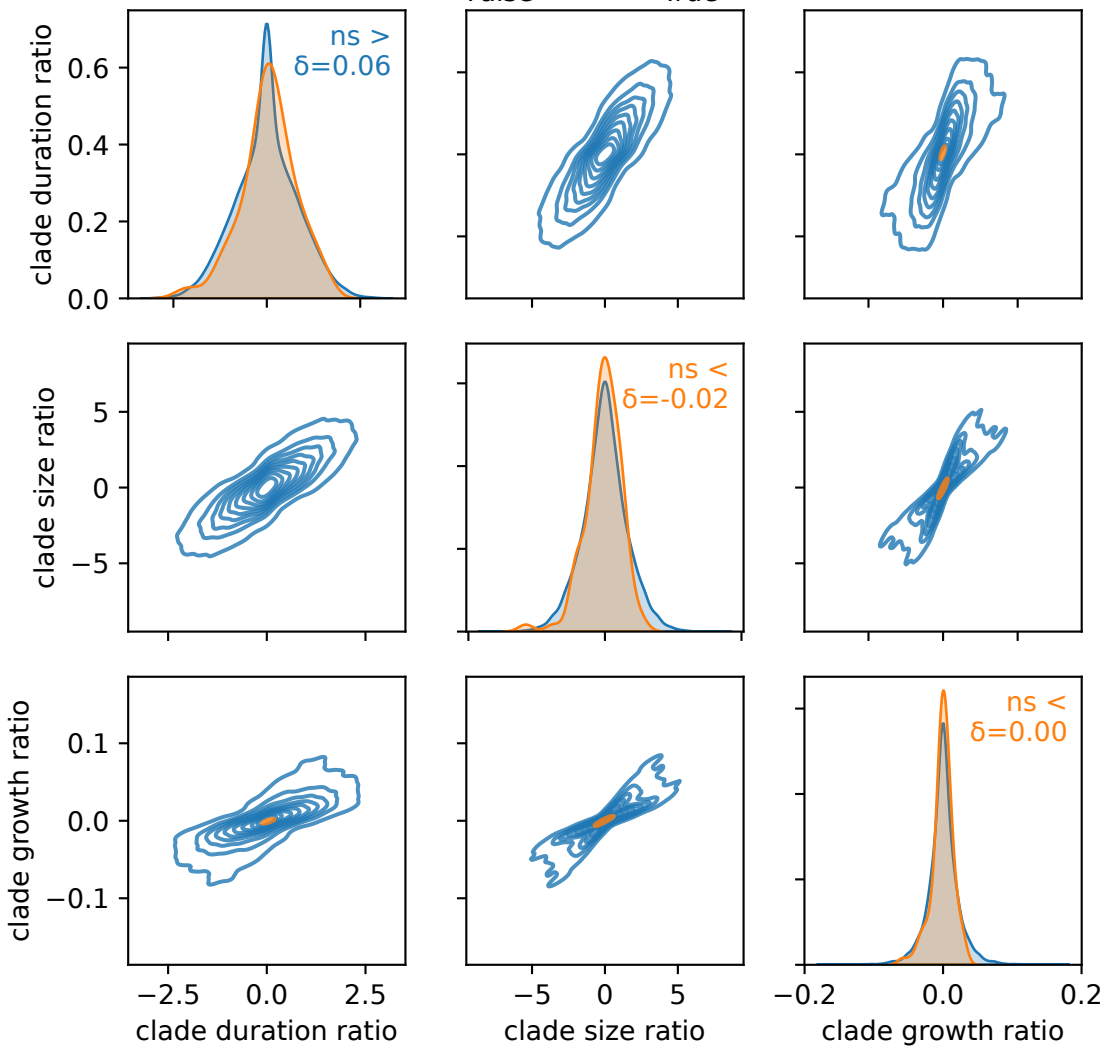 clade duration ratio
0.6
0.4
0.2
0.0
ns >
δ=0.06
clade size ratio
5
0
−5
ns <
δ=-0.02
clade growth ratio
0.1
0.0
−0.1
ns <
δ=0.00
−2.5 0.0 2.5
−5 0 5
−0.2 0.0 0.2
clade duration ratio
clade size ratio
clade growth ratio